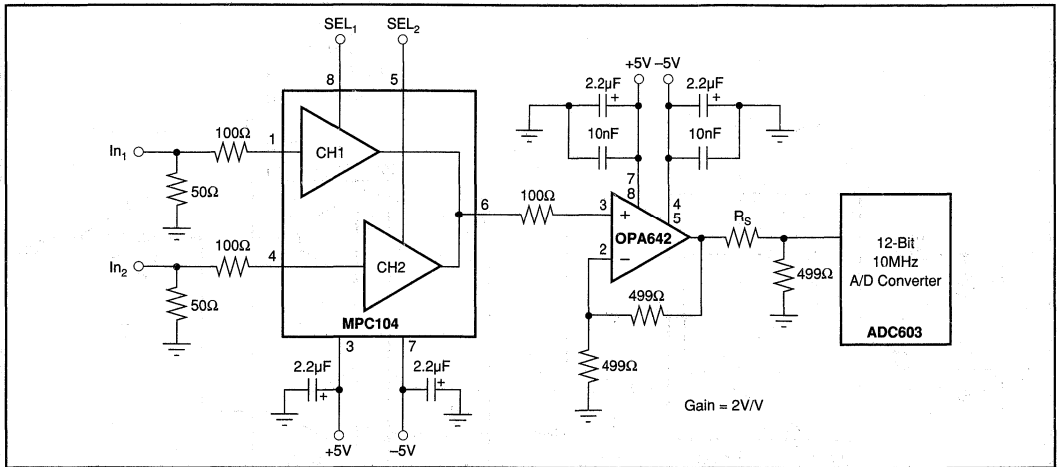 SEL₁
SEL₂
+5V –5V
2.2µF
+
2.2µF
+
10nF
10nF
8
5
In₁
100Ω
1
CH1
50Ω
In₂
100Ω
4
CH2
50Ω
6
100Ω
MPC104
3
7
2.2µF
+
2.2µF
+
+5V
–5V
7
8
4
5
3
+
OPA642
2
–
499Ω
499Ω
R_S
499Ω
12-Bit
10MHz
A/D Converter
ADC603
Gain = 2V/V